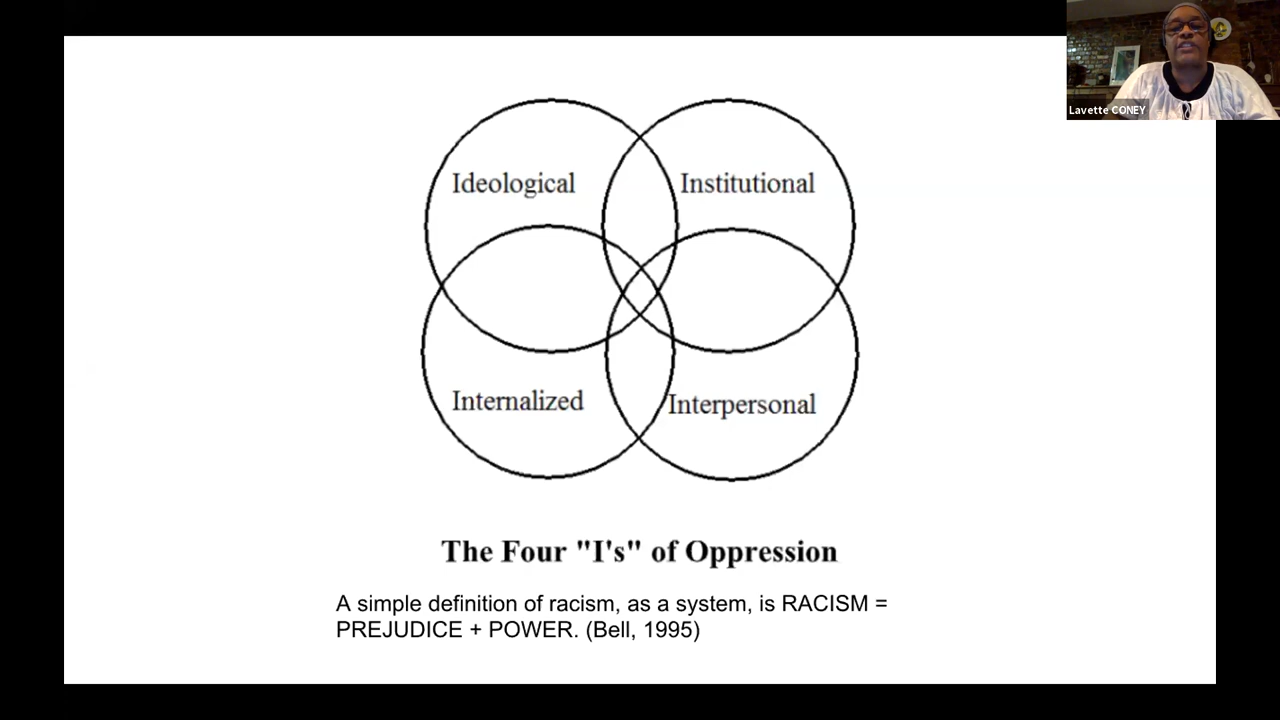 Lavette CONEY
Ideological
Institutional
Internalized
Interpersonal
The Four "I's" of Oppression
A simple definition of racism, as a system, is RACISM =
PREJUDICE + POWER. (Bell, 1995)